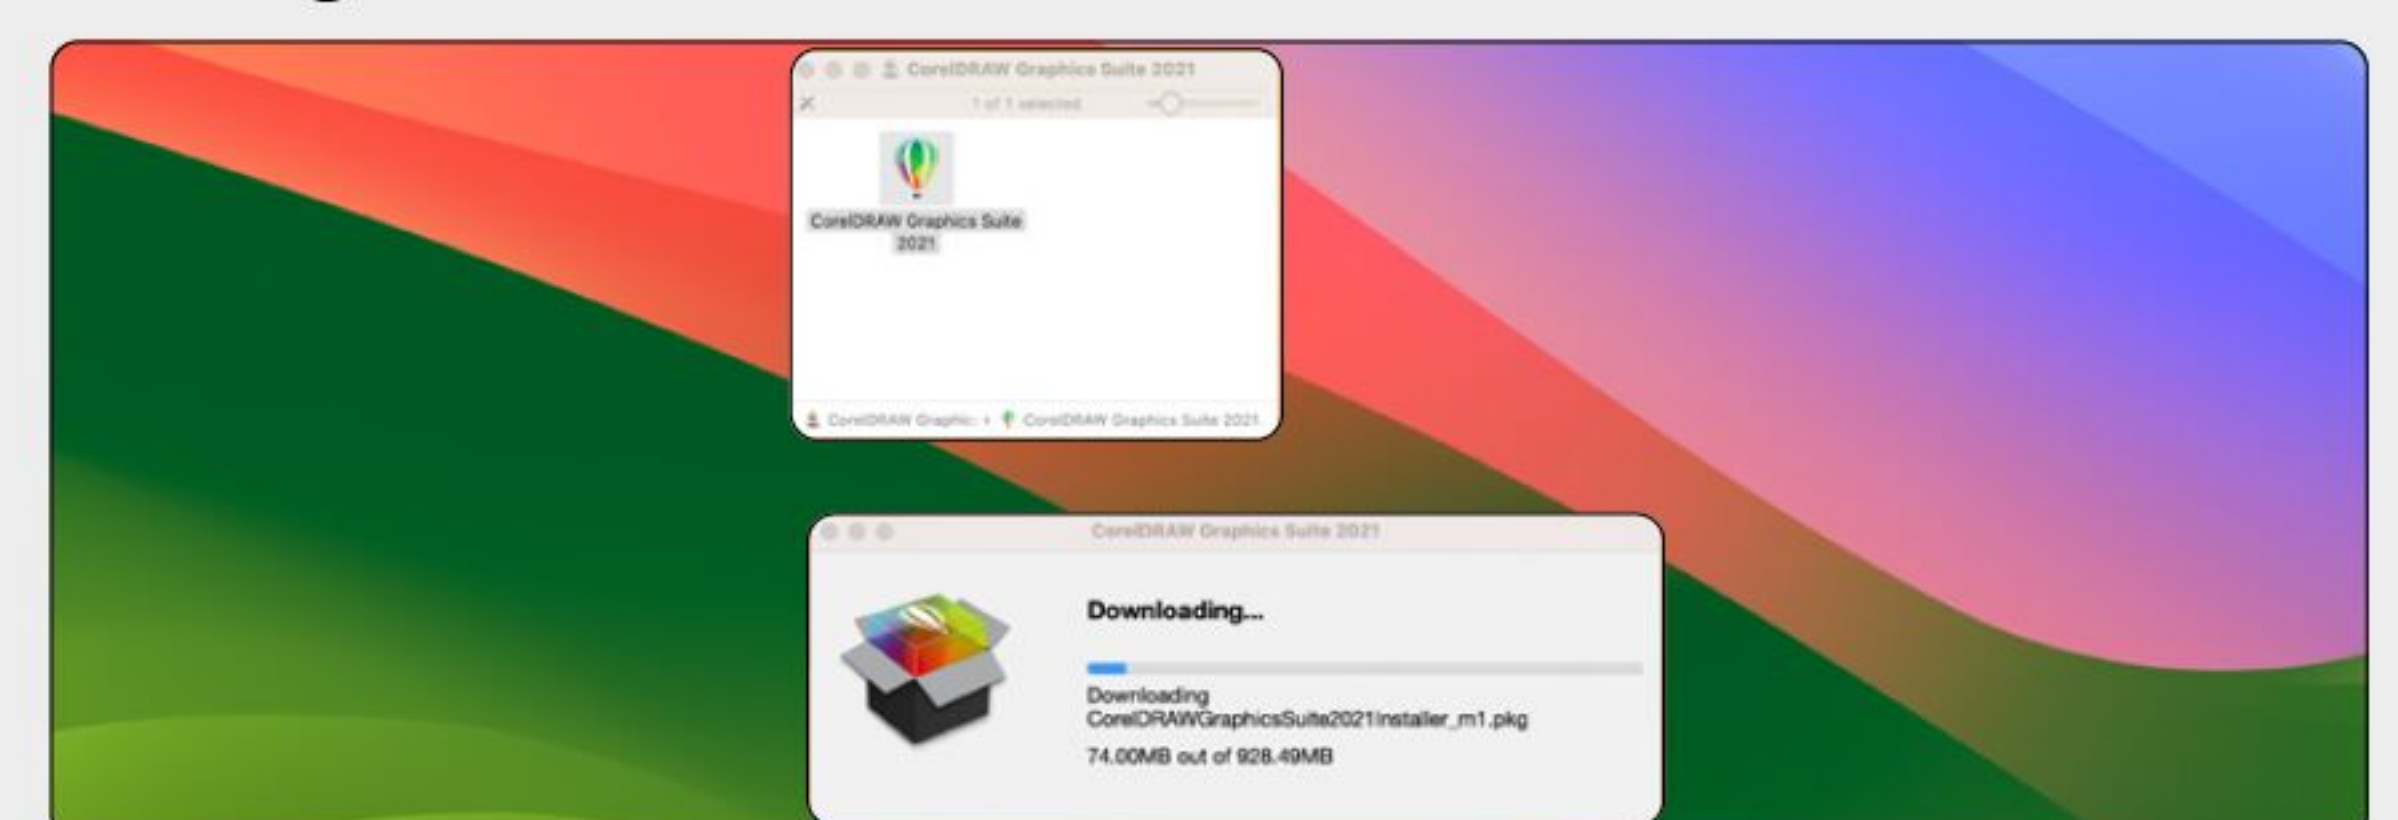 CorelDRAW Graphics Suite 2021
1 of 1 selected
CorelDRAW Graphics Suite
2021
CorelDRAW Graphic: › CorelDRAW Graphics Suite 2021
CorelDRAW Graphics Suite 2021
Downloading...
Downloading
CorelDRAWGraphicsSuite2021Installer_m1.pkg
74.00MB out of 928.49MB